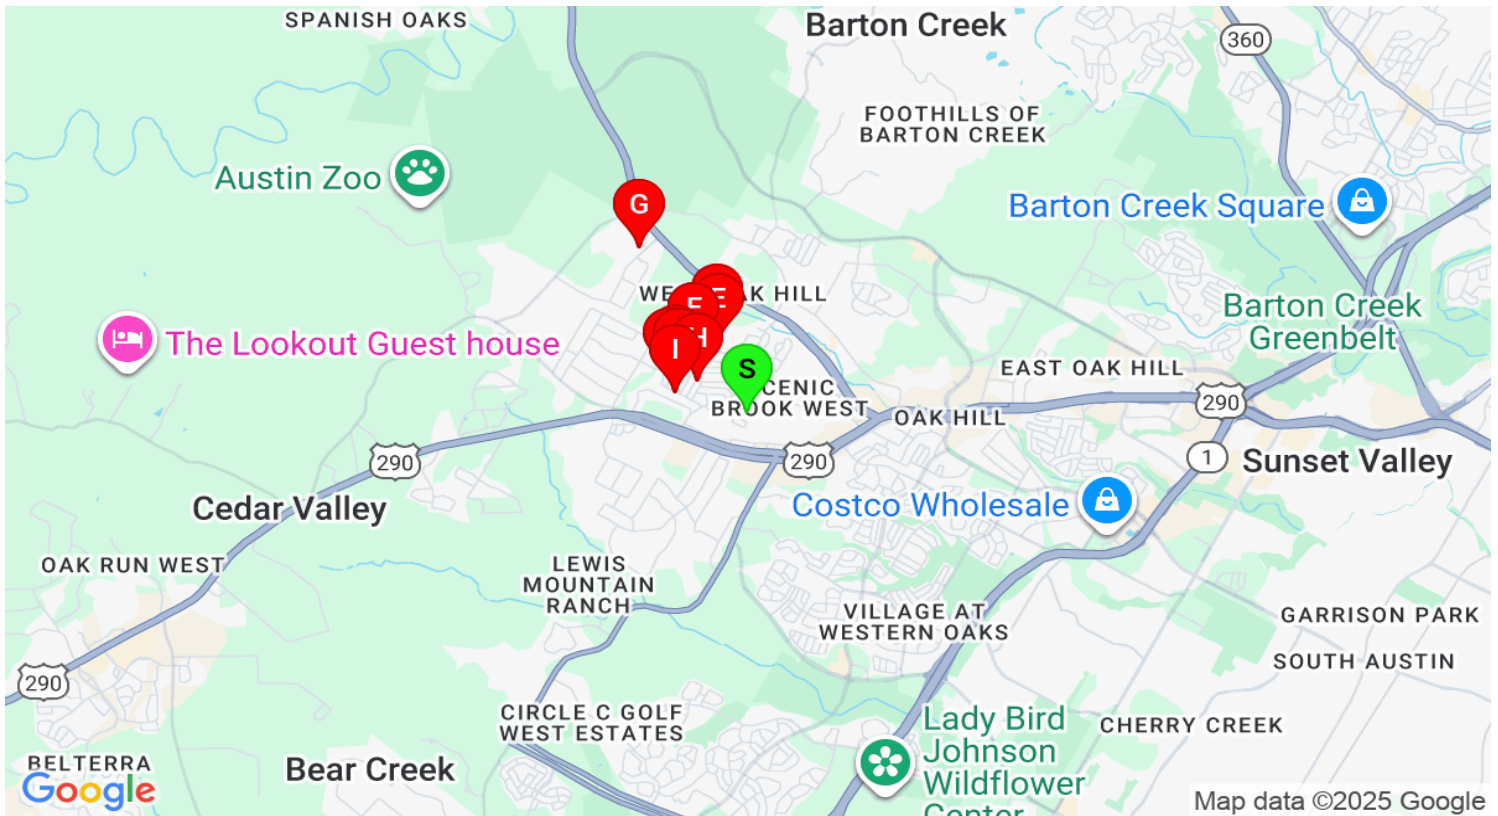 SPANISH OAKS
Barton Creek
360
FOOTHILLS OF
BARTON CREEK
Austin Zoo
G
Barton Creek Square
WE
AK HILL
E
Barton Creek
Greenbelt
The Lookout Guest house
H
I
S
CENIC
BROOK WEST
EAST OAK HILL
OAK HILL
290
290
290
1
Sunset Valley
Cedar Valley
Costco Wholesale
OAK RUN WEST
LEWIS
MOUNTAIN
RANCH
VILLAGE AT
WESTERN OAKS
GARRISON PARK
SOUTH AUSTIN
290
CIRCLE C GOLF
WEST ESTATES
Lady Bird
Johnson
Wildflower
Center
CHERRY CREEK
BELTERRA
Bear Creek
Google
Map data ©2025 Google